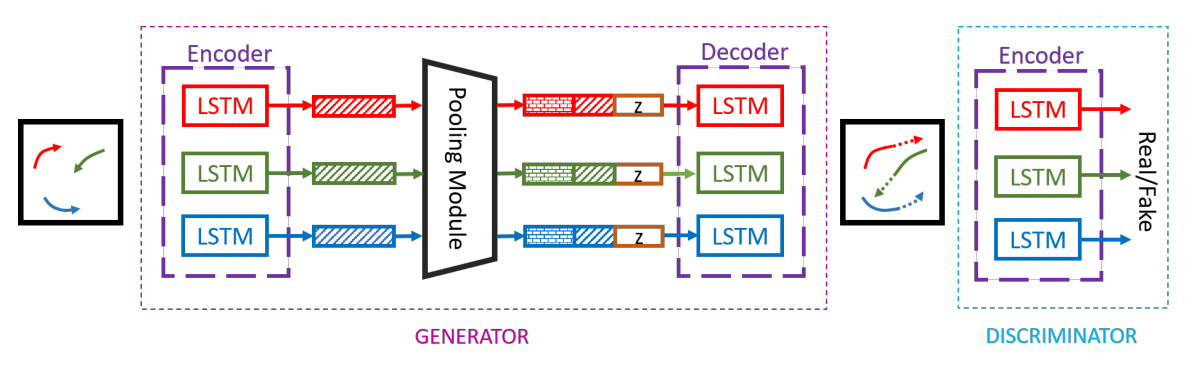 Encoder
Decoder
Encoder
LSTM
z
LSTM
LSTM
LSTM
z
LSTM
LSTM
LSTM
z
LSTM
LSTM
Pooling Module
Real/Fake
GENERATOR
DISCRIMINATOR